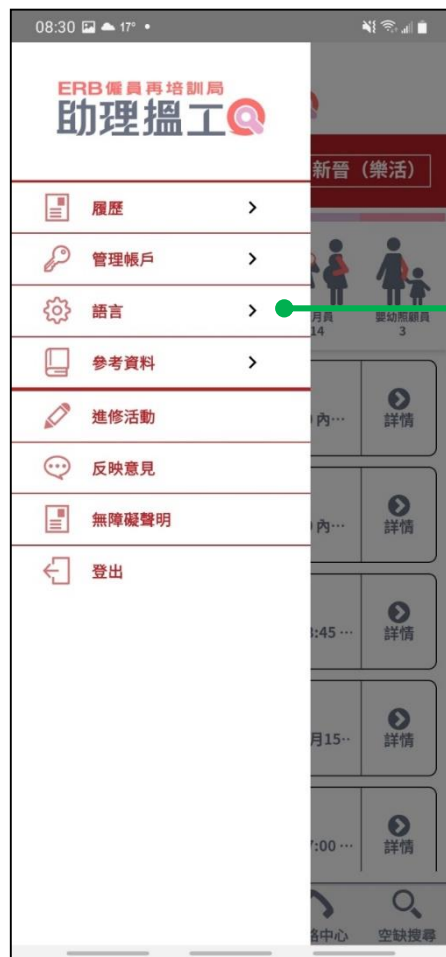 08:30 17°
ERB僱員再培訓局
助理搵工
新晉（樂活）
履歷
管理帳戶
語言
月員
14
嬰幼照顧員
3
參考資料
進修活動
內…
詳情
反映意見
無障礙聲明
內…
詳情
登出
:45 …
詳情
月15..
詳情
7:00 …
詳情
絡中心
空缺搜尋